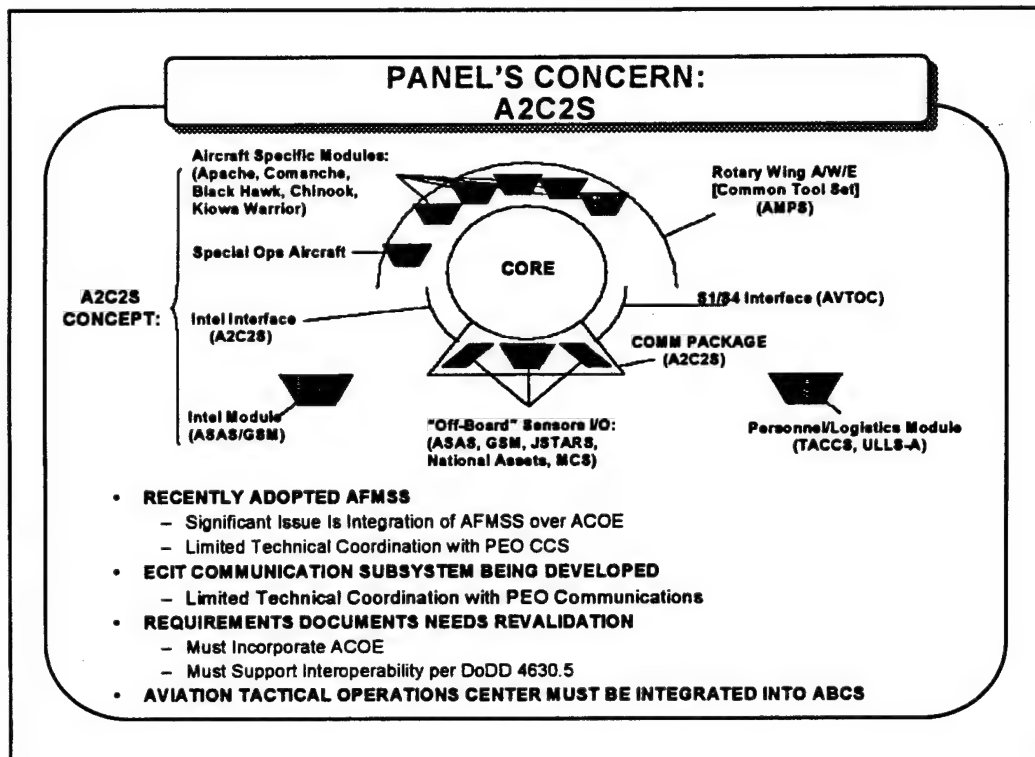 PANEL'S CONCERN:
A2C2S
Aircraft Specific Modules:
(Apache, Comanche,
Black Hawk, Chinook,
Kiowa Warrior)
Rotary Wing A/W/E
[Common Tool Set]
(AMPS)
Special Ops Aircraft
CORE
A2C2S
CONCEPT:
S1/S4 Interface (AVTOC)
Intel Interface
(A2C2S)
COMM PACKAGE
(A2C2S)
Intel Module
(ASAS/GSM)
"Off-Board" Sensors I/O:
(ASAS, GSM, JSTARS,
National Assets, MCS)
Personnel/Logistics Module
(TACCS, ULLS-A)
• RECENTLY ADOPTED AFMSS
– Significant Issue Is Integration of AFMSS over ACOE
– Limited Technical Coordination with PEO CCS
• ECIT COMMUNICATION SUBSYSTEM BEING DEVELOPED
– Limited Technical Coordination with PEO Communications
• REQUIREMENTS DOCUMENTS NEEDS REVALIDATION
– Must Incorporate ACOE
– Must Support Interoperability per DoDD 4630.5
• AVIATION TACTICAL OPERATIONS CENTER MUST BE INTEGRATED INTO ABCS